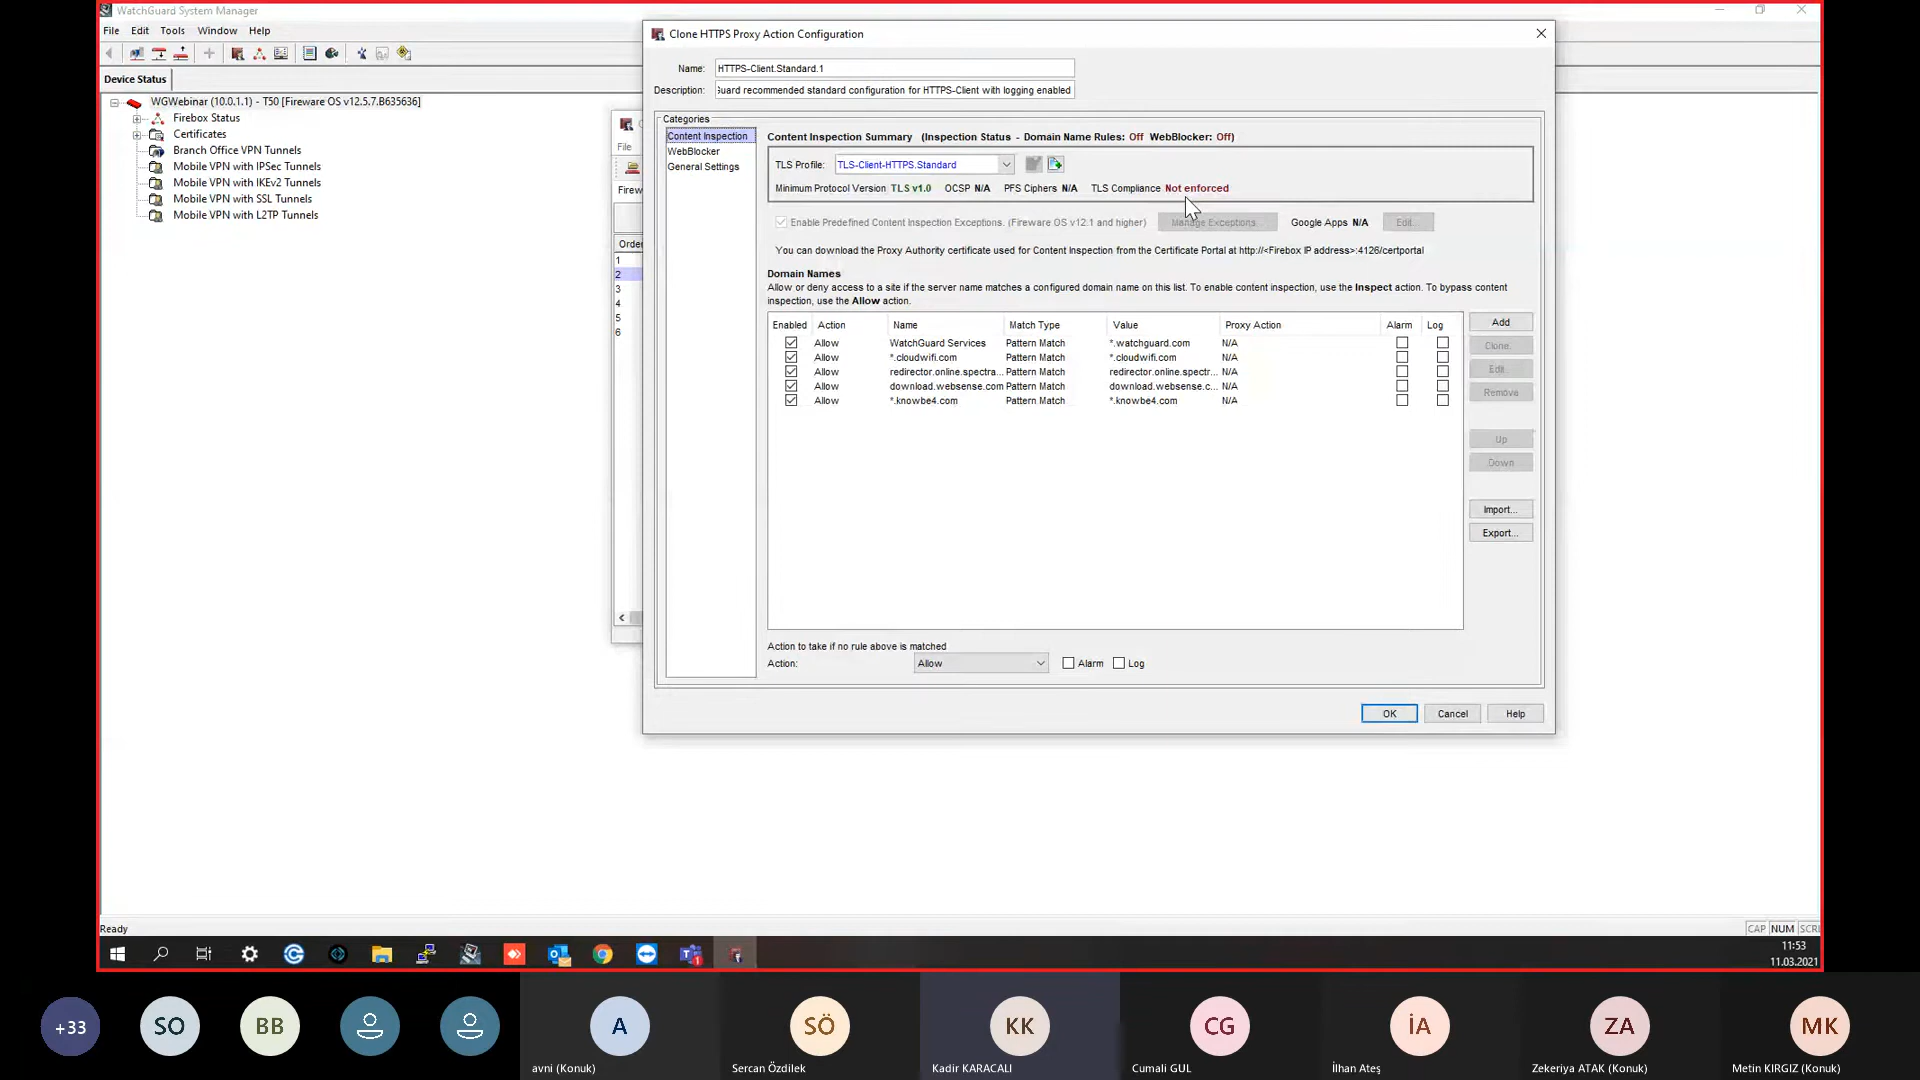 WatchGuard System Manager
File Edit Tools Window Help
Device Status
WGWebinar (10.0.1.1) - T50 [Fireware OS v12.5.7.B635636]
Firebox Status
Certificates
Branch Office VPN Tunnels
Mobile VPN with IPSec Tunnels
Mobile VPN with IKEv2 Tunnels
Mobile VPN with SSL Tunnels
Mobile VPN with L2TP Tunnels
File
Firew
Order
1
2
3
4
5
6
Clone HTTPS Proxy Action Configuration
Name: HTTPS-Client.Standard.1
Description: Guard recommended standard configuration for HTTPS-Client with logging enabled
Categories
Content Inspection
WebBlocker
General Settings
Content Inspection Summary (Inspection Status - Domain Name Rules: Off WebBlocker: Off)
TLS Profile: TLS-Client-HTTPS.Standard
Minimum Protocol Version TLS v1.0 OCSP N/A PFS Ciphers N/A TLS Compliance Not enforced
Enable Predefined Content Inspection Exceptions. (Fireware OS v12.1 and higher) Manage Exceptions... Google Apps N/A Edit...
You can download the Proxy Authority certificate used for Content Inspection from the Certificate Portal at http://<Firebox IP address>:4126/certportal
Domain Names
Allow or deny access to a site if the server name matches a configured domain name on this list. To enable content inspection, use the Inspect action. To bypass content
inspection, use the Allow action.
Enabled Action Name Match Type Value Proxy Action Alarm Log
Allow WatchGuard Services Pattern Match *.watchguard.com N/A
Allow *.cloudwifi.com Pattern Match *.cloudwifi.com N/A
Allow redirector.online.spectra... Pattern Match redirector.online.spectr... N/A
Allow download.websense.com Pattern Match download.websense.c... N/A
Allow *.knowbe4.com Pattern Match *.knowbe4.com N/A
Add
Clone...
Edit...
Remove
Up
Down
Import...
Export...
Action to take if no rule above is matched
Action: Allow Alarm Log
OK Cancel Help
Ready
CAP NUM SCRL
11:53
11.03.2021
+33 SO BB A SÖ KK CG İA ZA MK
avni (Konuk) Sercan Özdilek Kadir KARACALI Cumali GUL İlhan Ateş Zekeriya ATAK (Konuk) Metin KIRGIZ (Konuk)